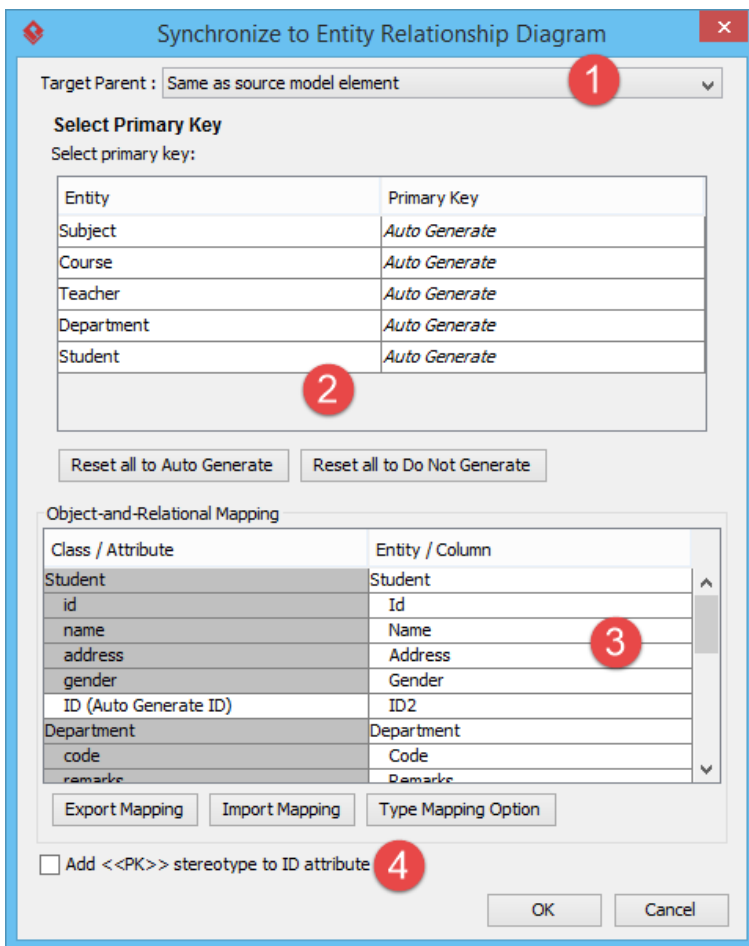 Synchronize to Entity Relationship Diagram
Target Parent : Same as source model element
1
Select Primary Key
Select primary key:
Entity Primary Key
Subject Auto Generate
Course Auto Generate
Teacher Auto Generate
Department Auto Generate
Student Auto Generate
2
Reset all to Auto Generate Reset all to Do Not Generate
Object-and-Relational Mapping
Class / Attribute Entity / Column
Student Student
id Id
name Name
3
address Address
gender Gender
ID (Auto Generate ID) ID2
Department Department
code Code
remarks Remarks
Export Mapping Import Mapping Type Mapping Option
Add <<PK>> stereotype to ID attribute
4
OK Cancel